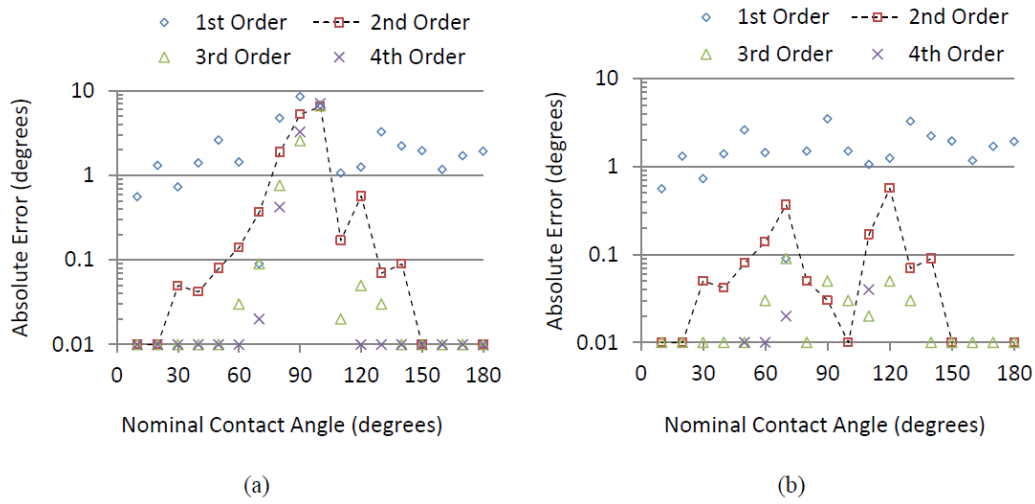 1st Order 2nd Order
3rd Order 4th Order
10
1
0.1
0.01
0 30 60 90 120 150 180
Absolute Error (degrees)
Nominal Contact Angle (degrees)
(a)
1st Order 2nd Order
3rd Order 4th Order
10
1
0.1
0.01
0 30 60 90 120 150 180
Absolute Error (degrees)
Nominal Contact Angle (degrees)
(b)